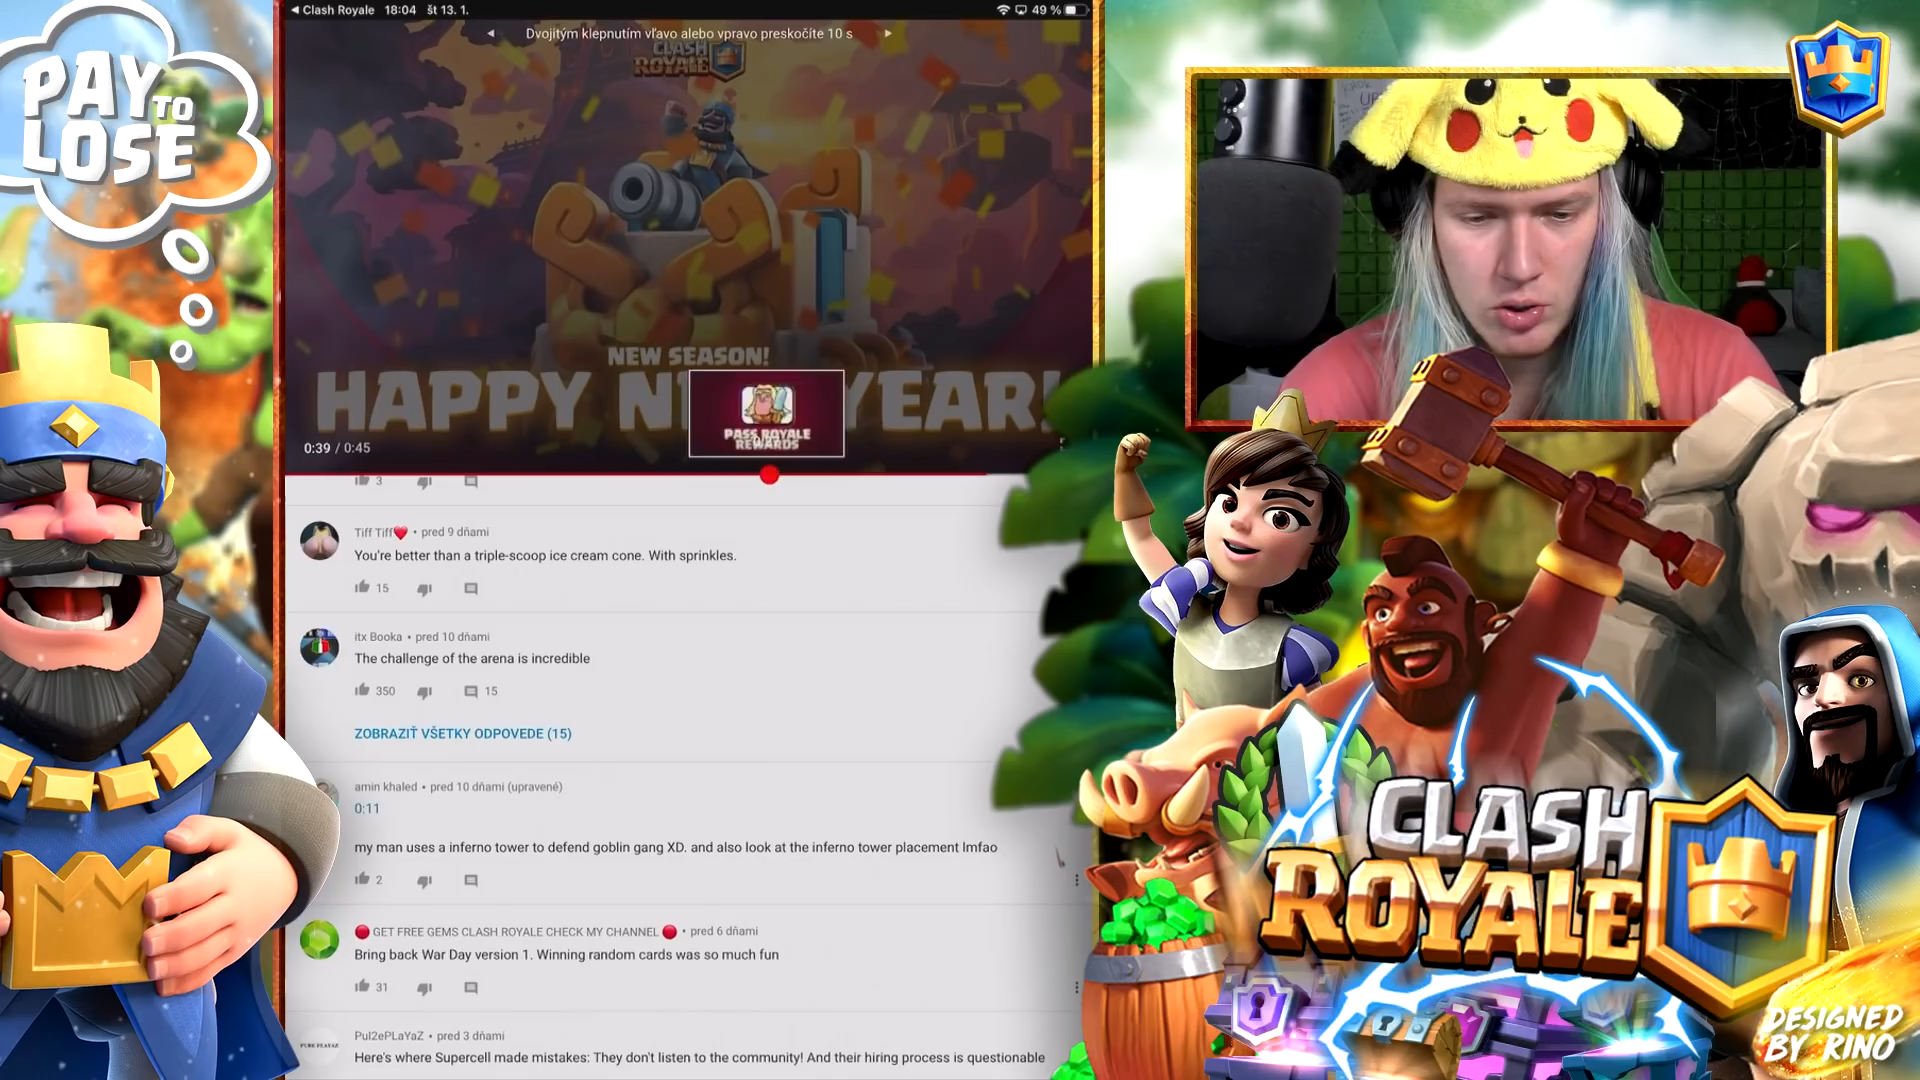 PAY TO
LOSE
◀ Clash Royale 18:04 št 13. 1.
49 %
Dvojitým klepnutím vľavo alebo vpravo preskočíte 10 s
CLASH
ROYALE
NEW SEASON!
HAPPY NE YEAR!
PASS ROYALE
REWARDS
0:39 / 0:45
3
Tiff Tiff❤️ • pred 9 dňami
You're better than a triple-scoop ice cream cone. With sprinkles.
15
itx Booka • pred 10 dňami
The challenge of the arena is incredible
350 15
ZOBRAZIŤ VŠETKY ODPOVEDE (15)
amin khaled • pred 10 dňami (upravené)
0:11
my man uses a inferno tower to defend goblin gang XD. and also look at the inferno tower placement lmfao
2
🔴 GET FREE GEMS CLASH ROYALE CHECK MY CHANNEL 🔴 • pred 6 dňami
Bring back War Day version 1. Winning random cards was so much fun
31
Pul2ePLaYaZ • pred 3 dňami
Here's where Supercell made mistakes: They don't listen to the community! And their hiring process is questionable
CLASH
ROYALE
DESIGNED
BY RINO